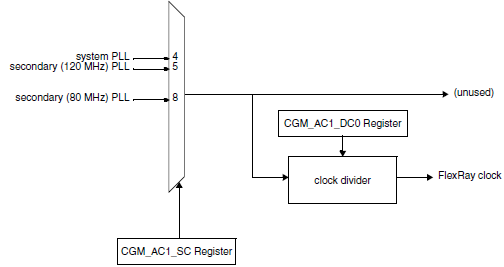 system PLL
4
secondary (120 MHz) PLL
5
secondary (80 MHz) PLL
8
(unused)
CGM_AC1_DC0 Register
clock divider
FlexRay clock
CGM_AC1_SC Register